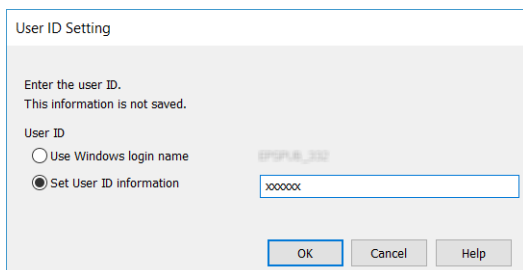 User ID Setting
Enter the user ID.
This information is not saved.
User ID
Use Windows login name
Set User ID information xxxxxx
OK Cancel Help